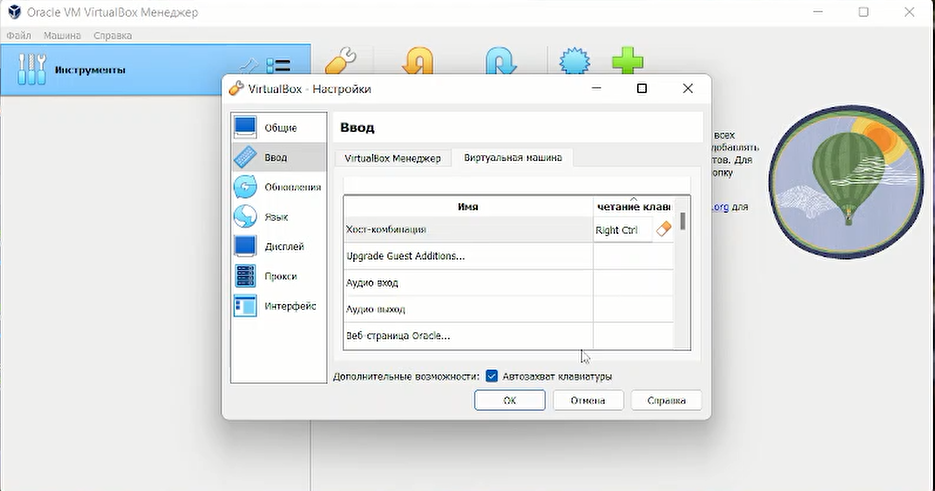 Oracle VM VirtualBox Менеджер
Файл Машина Справка
Инструменты
VirtualBox - Настройки
Общие
Ввод
Обновления
Язык
Дисплей
Прокси
Интерфейс
Ввод
VirtualBox Менеджер Виртуальная машина
Имя четание клави
Хост-комбинация Right Ctrl
Upgrade Guest Additions...
Аудио вход
Аудио выход
Веб-страница Oracle...
Дополнительные возможности: Автозахват клавиатуры
OK Отмена Справка
всех
добавлять
тов. Для
опку
.org для